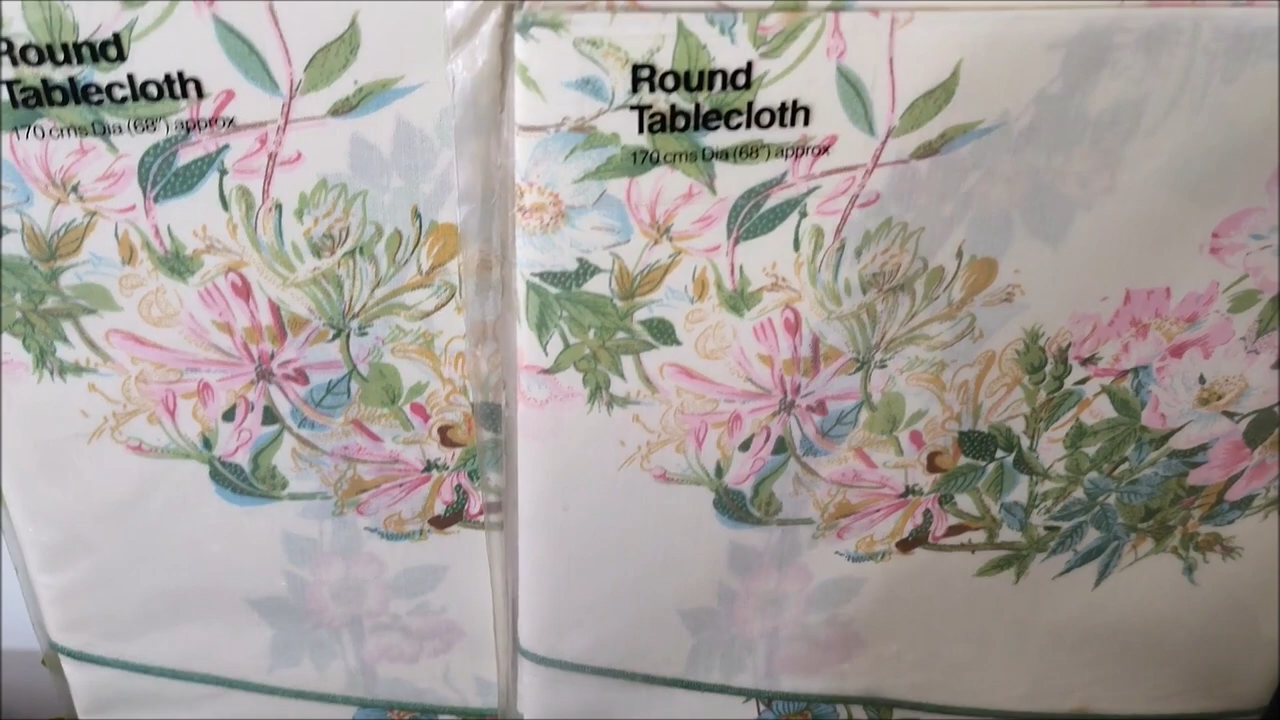 Round
Tablecloth
170 cms Dia (68") approx
Round
Tablecloth
170 cms Dia (68") approx